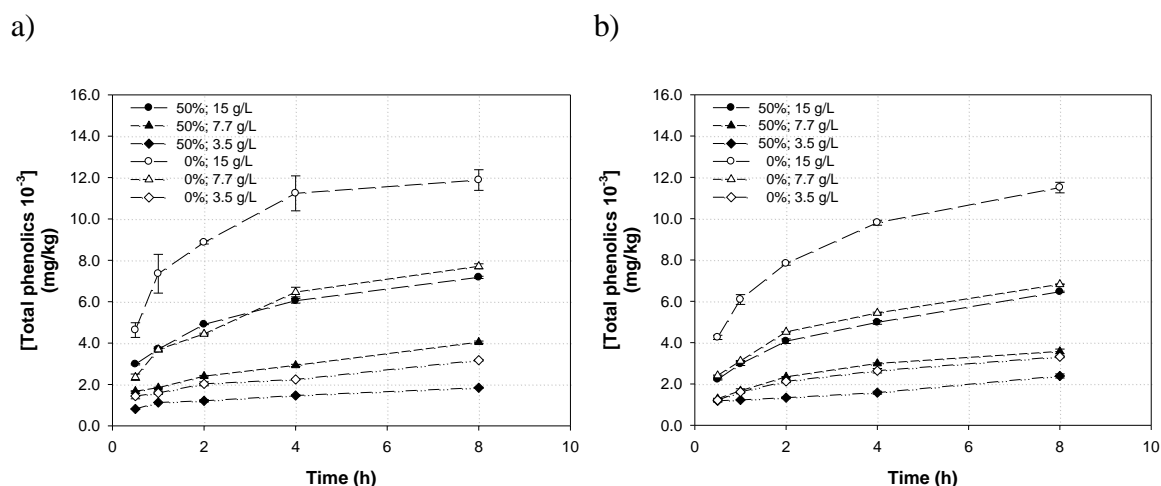 a)
[Total phenolics 10⁻³]
(mg/kg)
16.0
14.0
12.0
10.0
8.0
6.0
4.0
2.0
0.0
50%; 15 g/L
50%; 7.7 g/L
50%; 3.5 g/L
0%; 15 g/L
0%; 7.7 g/L
0%; 3.5 g/L
0 2 4 6 8 10
Time (h)
b)
[Total phenolics 10⁻³]
(mg/kg)
16.0
14.0
12.0
10.0
8.0
6.0
4.0
2.0
0.0
50%; 15 g/L
50%; 7.7 g/L
50%; 3.5 g/L
0%; 15 g/L
0%; 7.7 g/L
0%; 3.5 g/L
0 2 4 6 8 10
Time (h)